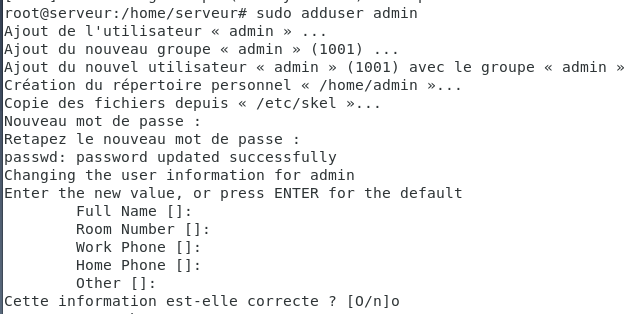 root@serveur:/home/serveur# sudo adduser admin
Ajout de l'utilisateur « admin » ...
Ajout du nouveau groupe « admin » (1001) ...
Ajout du nouvel utilisateur « admin » (1001) avec le groupe « admin »
Création du répertoire personnel « /home/admin »...
Copie des fichiers depuis « /etc/skel »...
Nouveau mot de passe :
Retapez le nouveau mot de passe :
passwd: password updated successfully
Changing the user information for admin
Enter the new value, or press ENTER for the default
Full Name []:
Room Number []:
Work Phone []:
Home Phone []:
Other []:
Cette information est-elle correcte ? [O/n]o